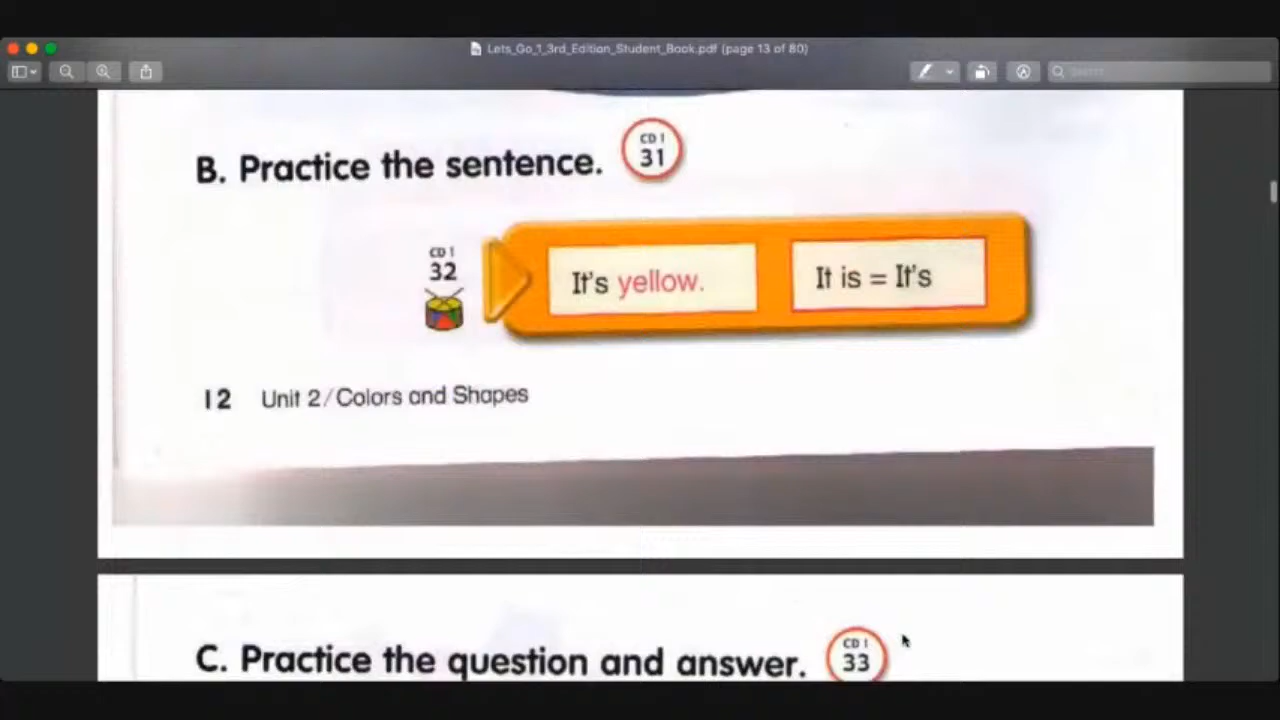 Lets_Go_1_3rd_Edition_Student_Book.pdf (page 13 of 80)
Search
B. Practice the sentence.
CD 1
31
CD 1
32
It's yellow.
It is = It's
12 Unit 2/Colors and Shapes
C. Practice the question and answer.
CD 1
33